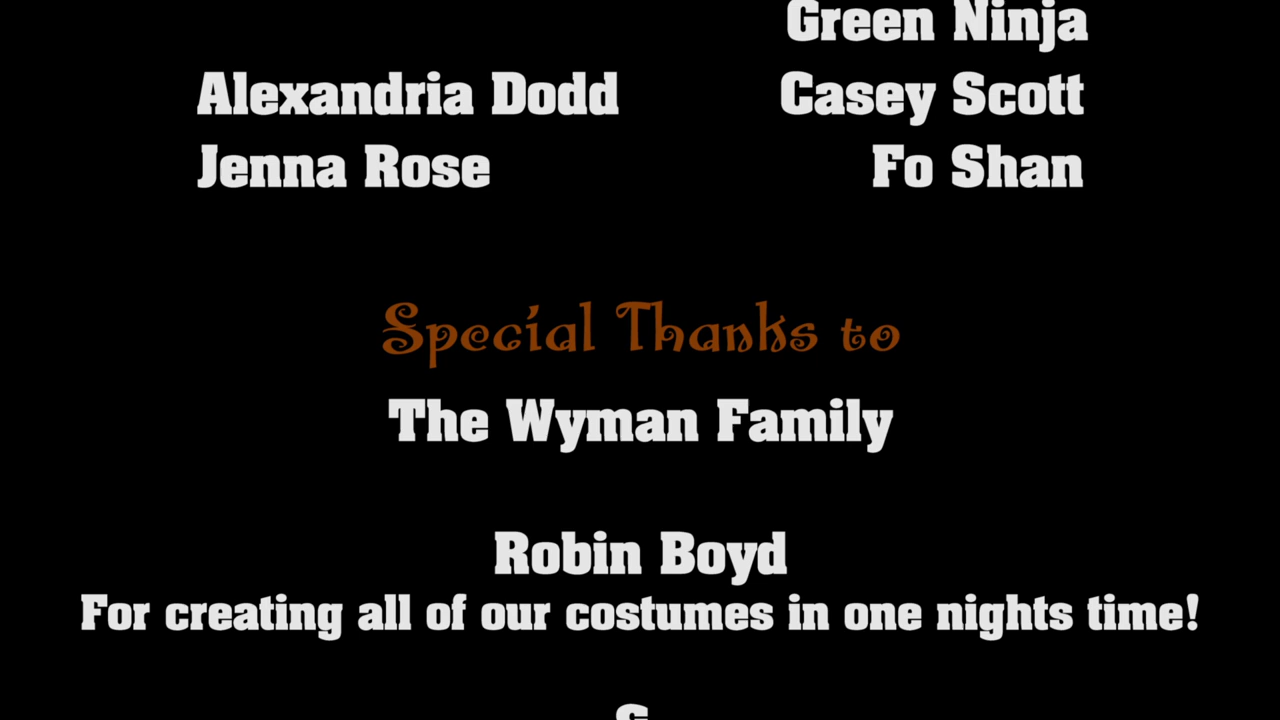 Green Ninja
Alexandria Dodd Casey Scott
Jenna Rose Fo Shan
Special Thanks to
The Wyman Family
Robin Boyd
For creating all of our costumes in one nights time!